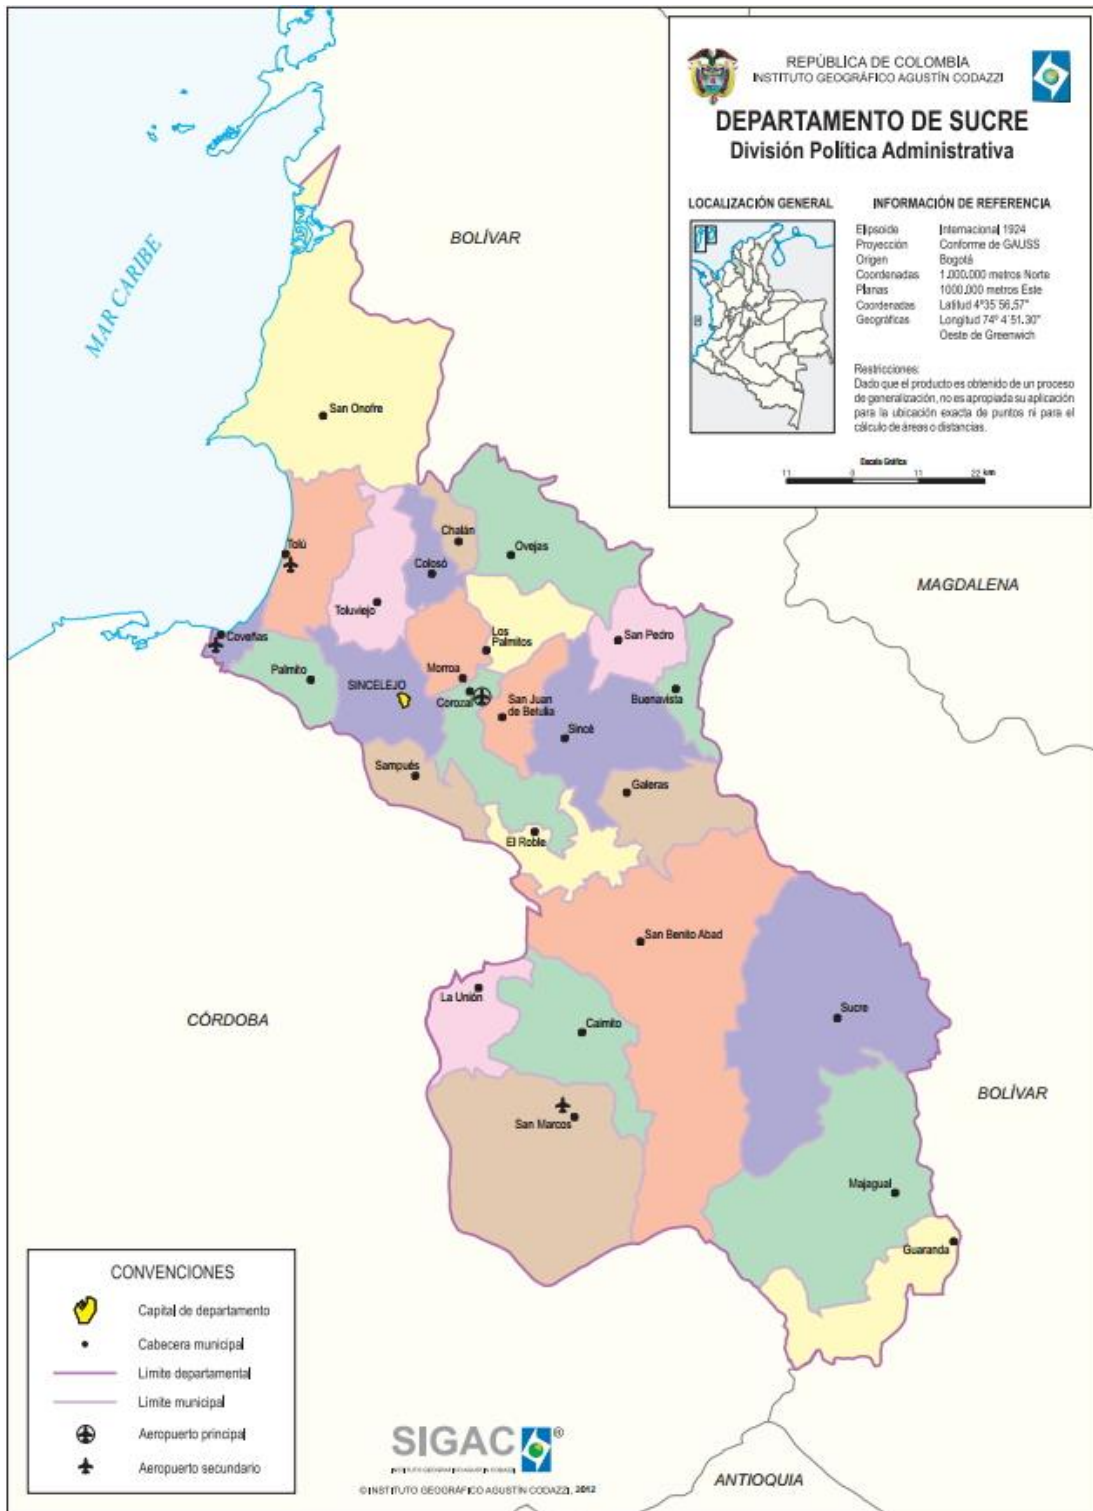 REPÚBLICA DE COLOMBIA
INSTITUTO GEOGRÁFICO AGUSTÍN CODAZZI
DEPARTAMENTO DE SUCRE
División Política Administrativa
LOCALIZACIÓN GENERAL
INFORMACIÓN DE REFERENCIA
Elipsoide Internacional 1924
Proyección Conforme de GAUSS
Origen Bogotá
Coordenadas 1.000.000 metros Norte
Planas 1000.000 metros Este
Coordenadas Latitud 4°35´56.57"
Geográficas Longitud 74° 4´51.30"
Oeste de Greenwich
Restricciones:
Dado que el producto es obtenido de un proceso
de generalización, no es apropiada su aplicación
para la ubicación exacta de puntos ni para el
cálculo de áreas o distancias.
Escala Gráfica
11 0 11 22 km
MAR CARIBE
BOLÍVAR
San Onofre
Chalán
Ovejas
Tolú
Colosó
MAGDALENA
Toluviejo
Coveñas
Los
Palmitos
San Pedro
Palmito
Morroa
SINCELEJO
Corozal
San Juan
de Betulia
Buenavista
Sincé
Sampués
Galeras
El Roble
San Benito Abad
La Unión
CÓRDOBA
Caimito
Sucre
BOLÍVAR
San Marcos
Majagual
Guaranda
CONVENCIONES
Capital de departamento
Cabecera municipal
Límite departamental
Límite municipal
Aeropuerto principal
Aeropuerto secundario
SIGAC®
INSTITUTO GEOGRÁFICO AGUSTÍN CODAZZI
© INSTITUTO GEOGRÁFICO AGUSTÍN CODAZZI, 2012
ANTIOQUIA